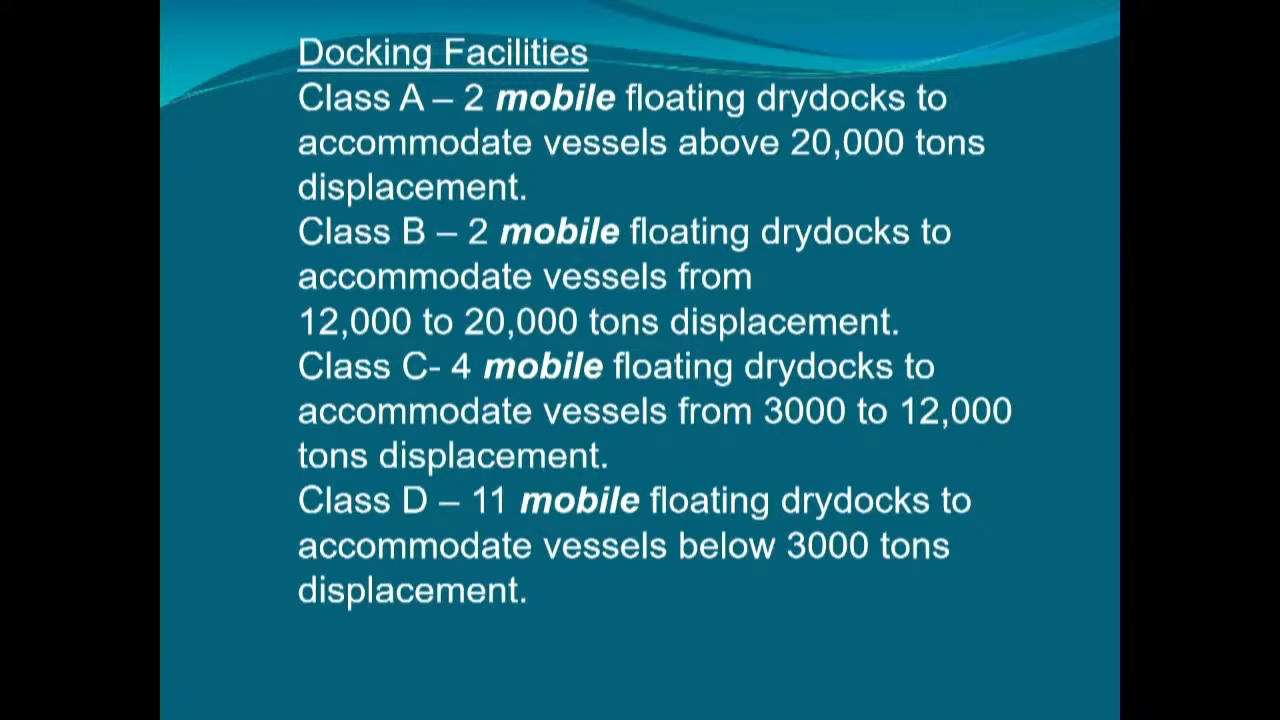 Docking Facilities
Class A – 2 mobile floating drydocks to
accommodate vessels above 20,000 tons
displacement.
Class B – 2 mobile floating drydocks to
accommodate vessels from
12,000 to 20,000 tons displacement.
Class C- 4 mobile floating drydocks to
accommodate vessels from 3000 to 12,000
tons displacement.
Class D – 11 mobile floating drydocks to
accommodate vessels below 3000 tons
displacement.